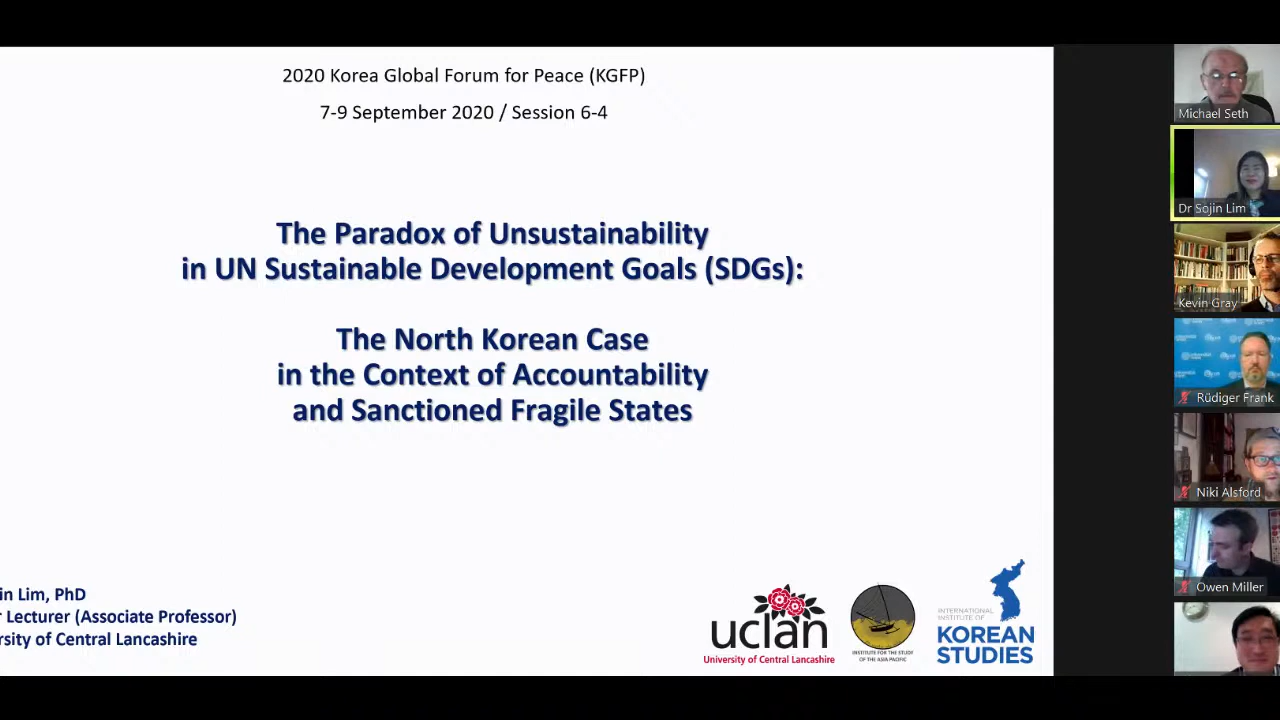 2020 Korea Global Forum for Peace (KGFP)
7-9 September 2020 / Session 6-4
The Paradox of Unsustainability
in UN Sustainable Development Goals (SDGs):
The North Korean Case
in the Context of Accountability
and Sanctioned Fragile States
in Lim, PhD
r Lecturer (Associate Professor)
rsity of Central Lancashire
uclan
University of Central Lancashire
INSTITUTE FOR THE STUDY
OF THE ASIA PACIFIC
INTERNATIONAL
INSTITUTE OF
KOREAN
STUDIES
Michael Seth
Dr Sojin Lim
Kevin Gray
Rüdiger Frank
Niki Alsford
Owen Miller